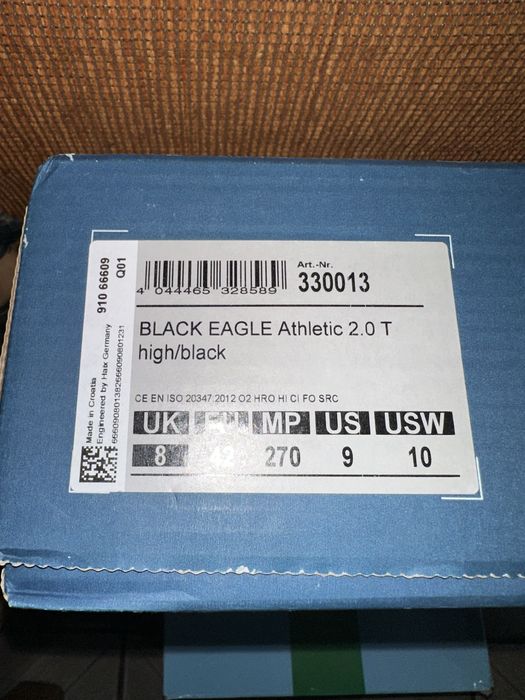 Art.-Nr.
330013
4 044465 328589
BLACK EAGLE Athletic 2.0 T
high/black
CE EN ISO 20347:2012 O2 HRO HI CI FO SRC
UK EU MP US USW
8 42 270 9 10
910 66609
Q01
Made in Croatia
Engineered by Haix Germany